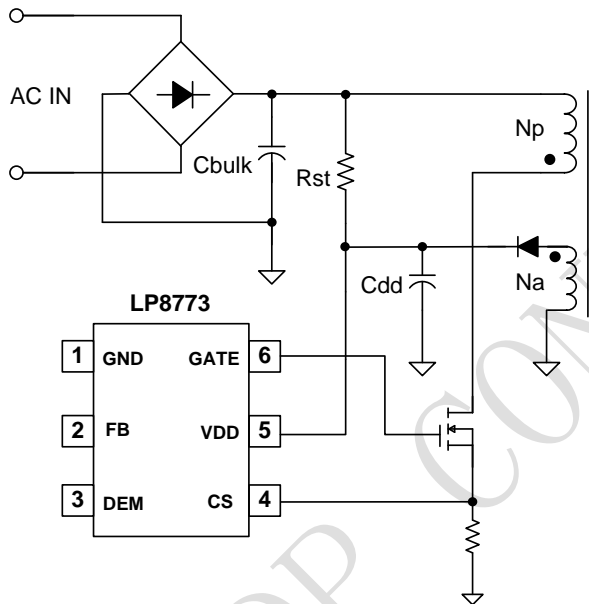 AC IN
Cbulk
Rst
Np
Cdd
Na
LP8773
1 GND GATE 6
2 FB VDD 5
3 DEM CS 4